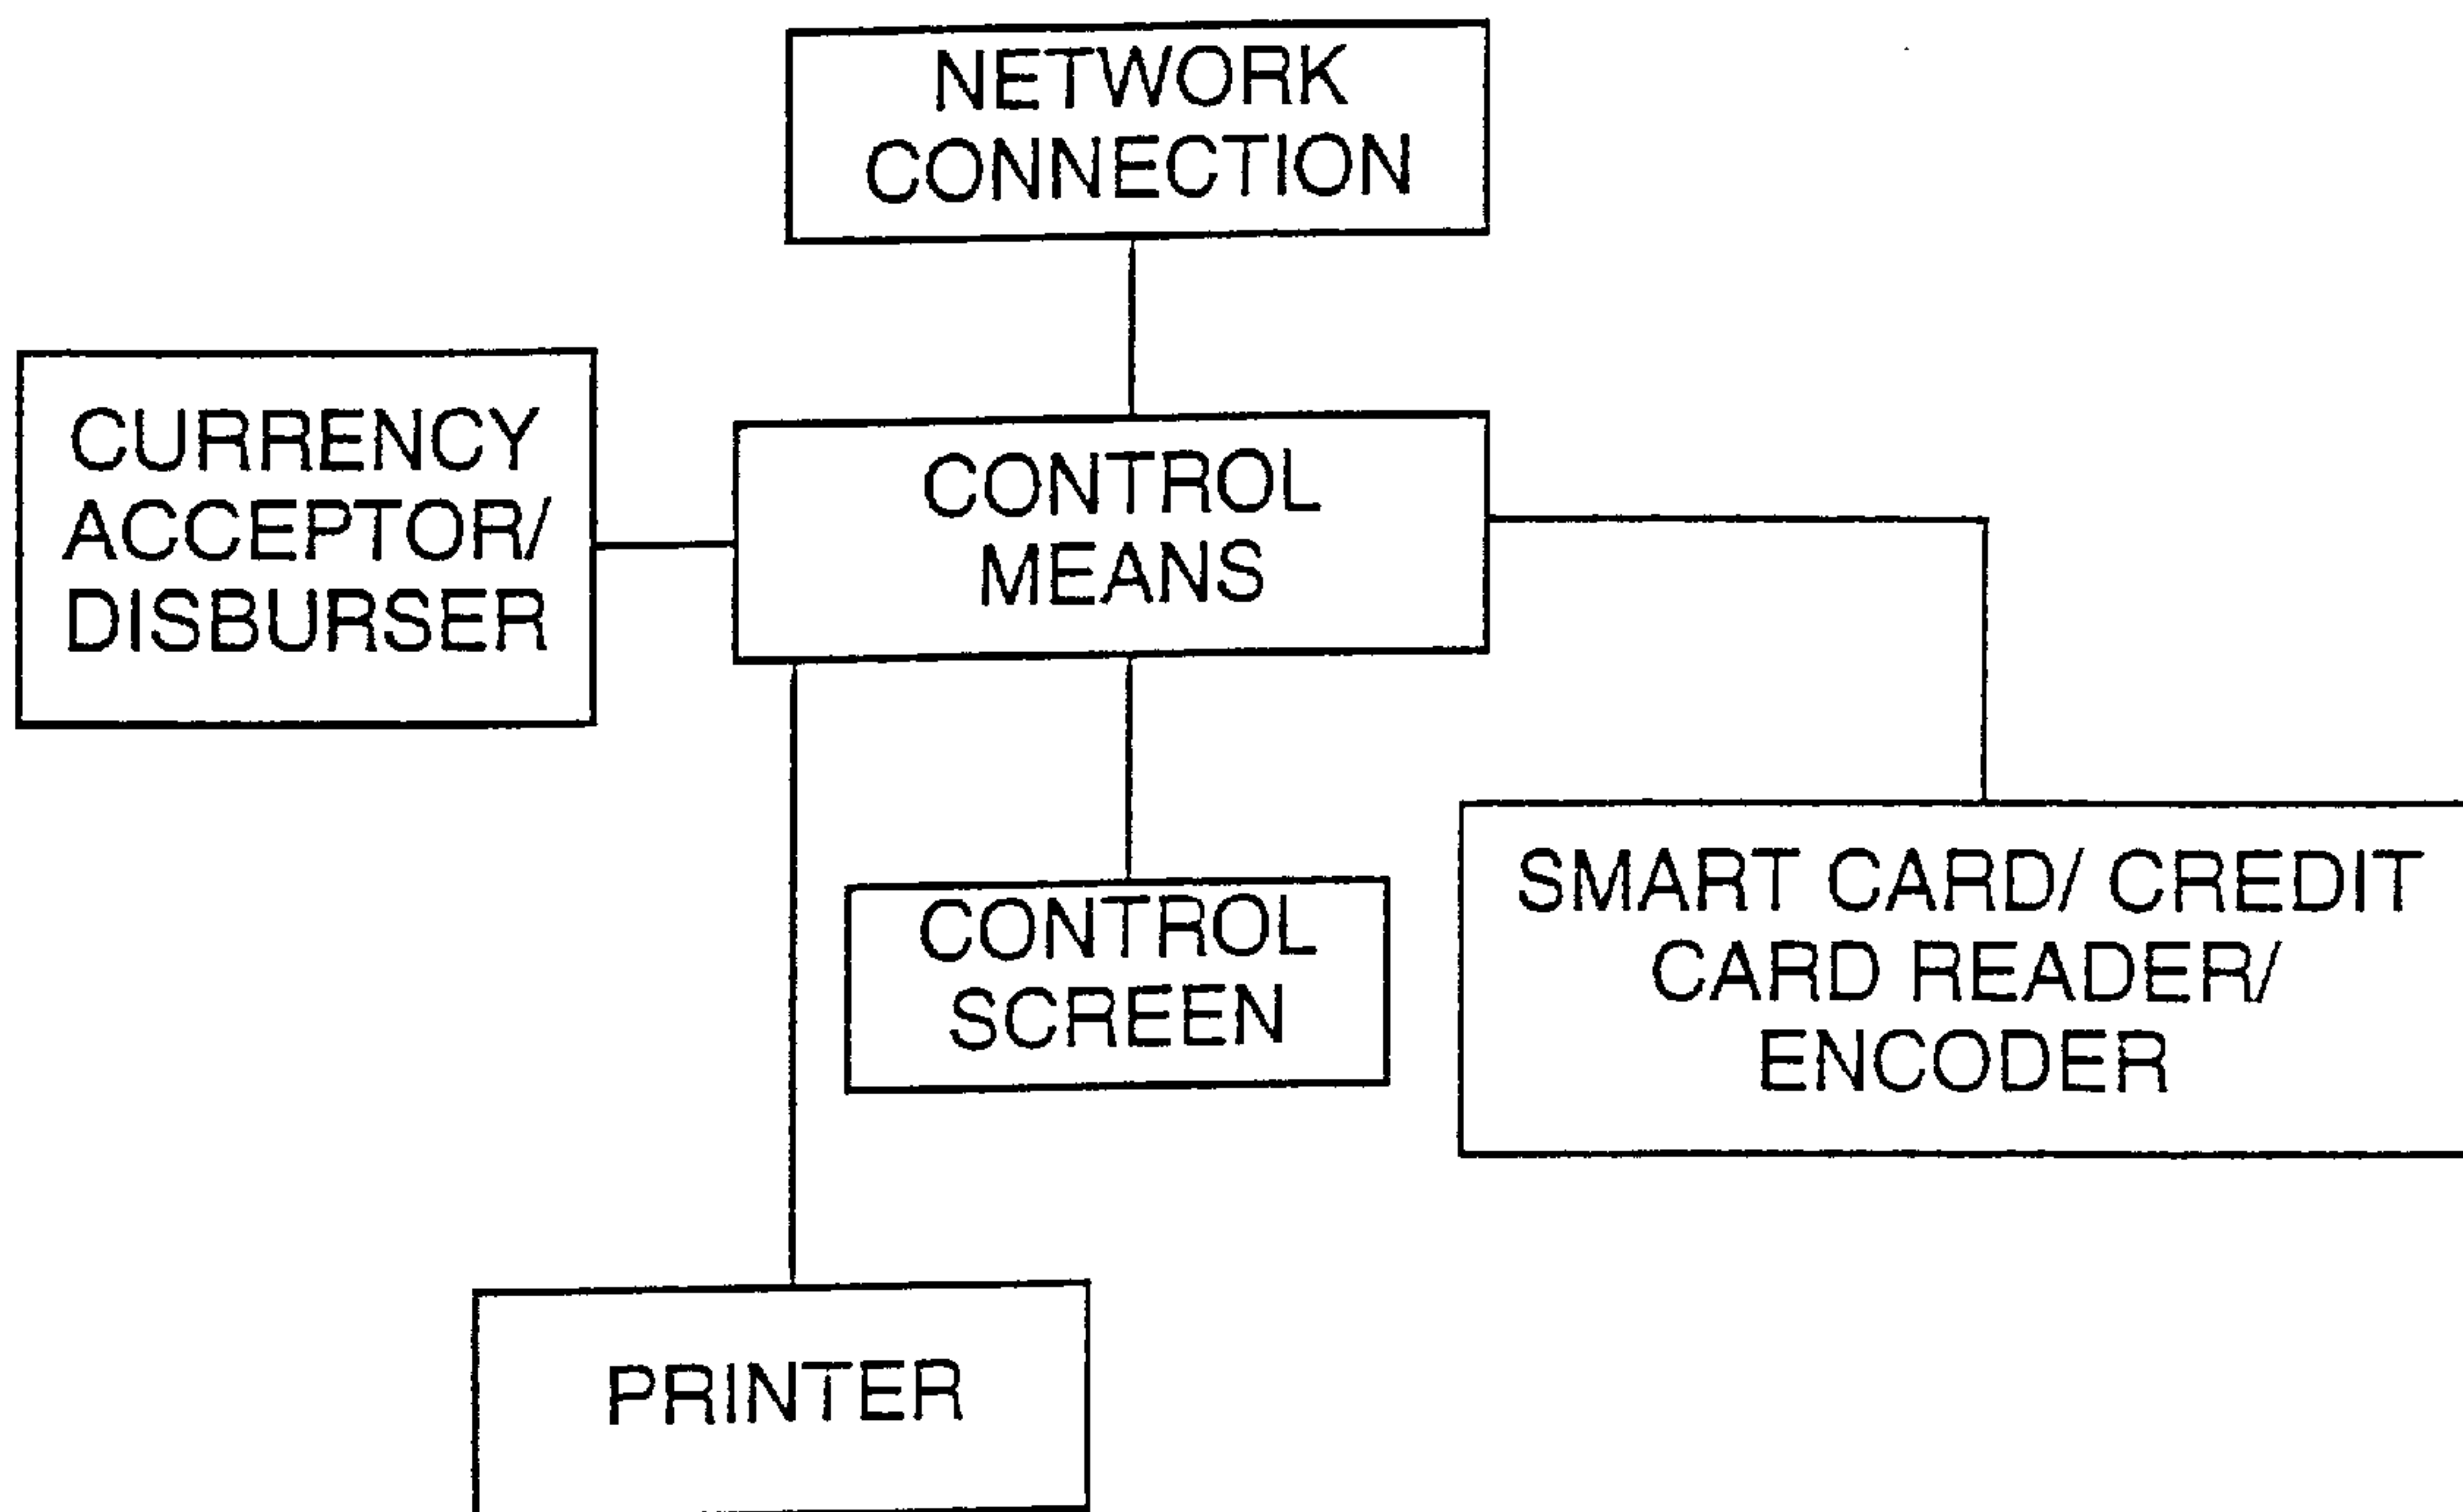 NETWORK
CONNECTION
CURRENCY
ACCEPTOR/
DISBURSER
CONTROL
MEANS
CONTROL
SCREEN
SMART CARD/ CREDIT
CARD READER/
ENCODER
PRINTER